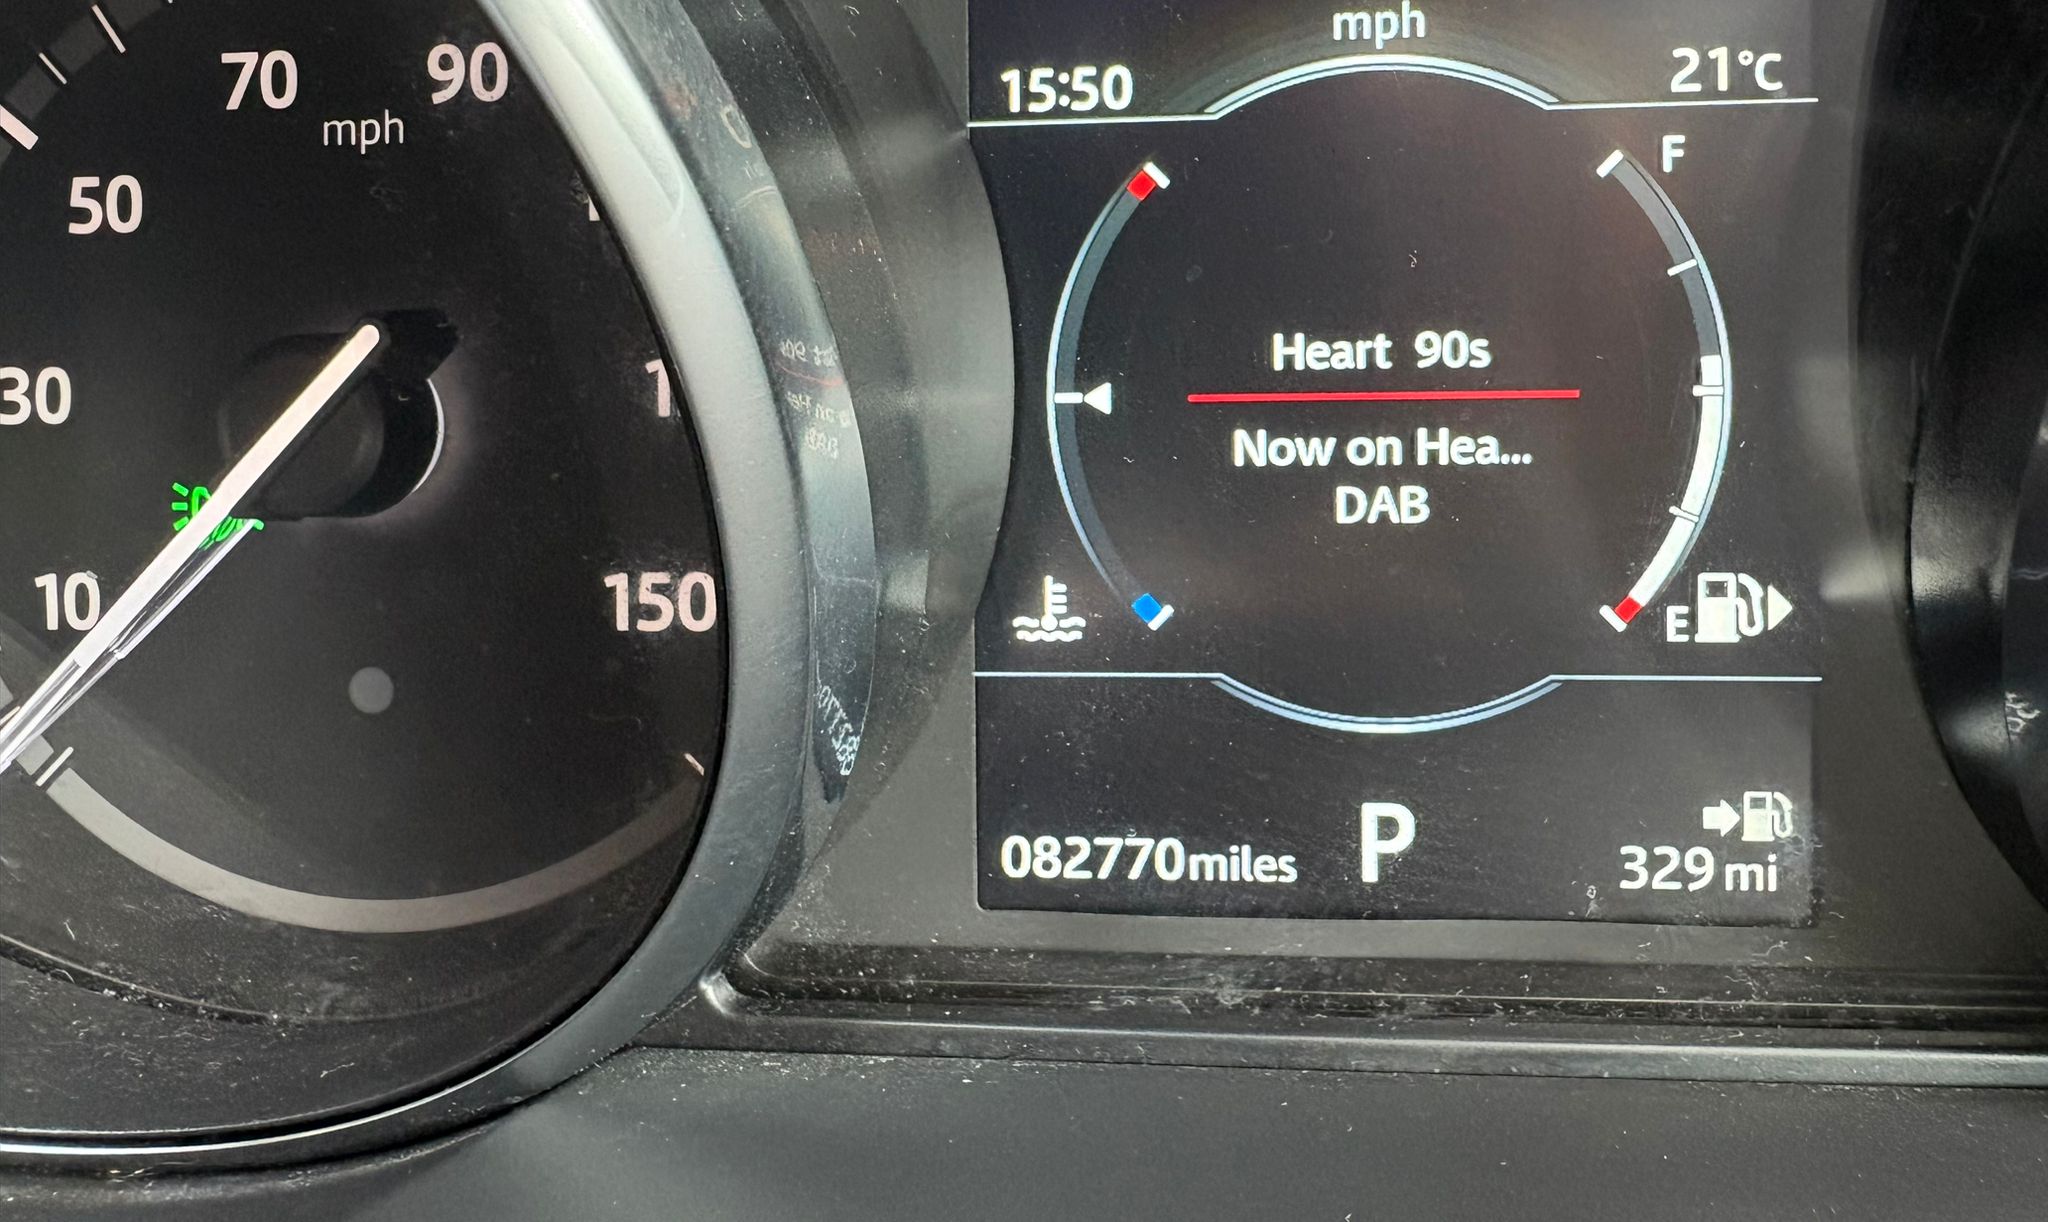 70
90
mph
50
30
10
150
mph
15:50
21°C
F
Heart 90s
Now on Hea...
DAB
E
082770miles
P
329 mi